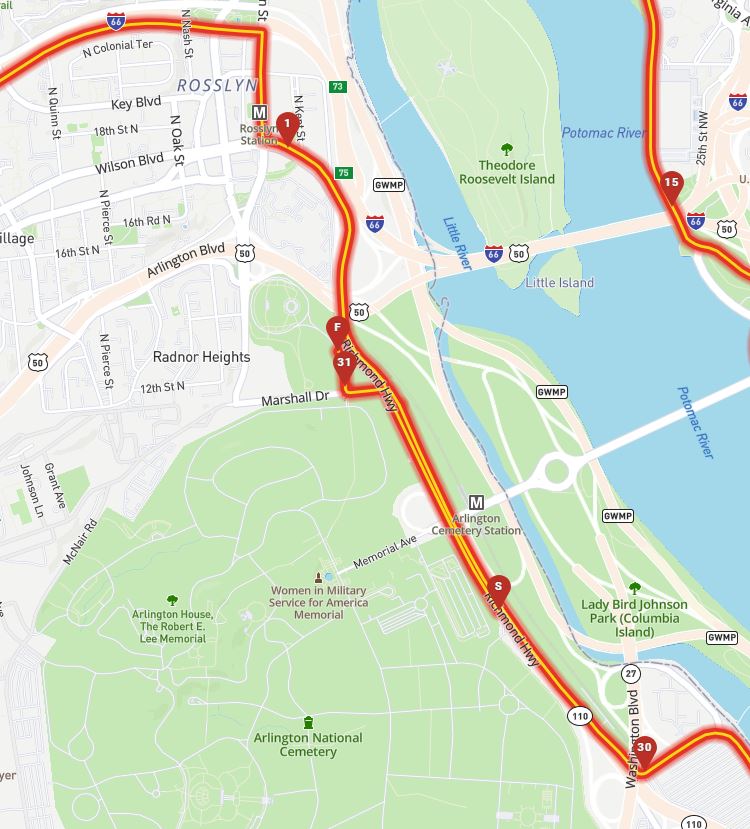 66
N Nash St
N Colonial Ter
ROSSLYN
73
Key Blvd
N Quinn St
N Oak St
18th St N
M
Rosslyn
Station
1
N Kent St
Wilson Blvd
75
GWMP
N Pierce St
16th Rd N
66
16th St N
Arlington Blvd
50
village
Theodore
Roosevelt Island
Potomac River
25th St NW
66
15
66
50
Little River
66
50
Little Island
50
F
31
Richmond Hwy
N Pierce St
50
Radnor Heights
12th St N
Marshall Dr
GWMP
Potomac River
Johnson Ln
Grant Ave
McNair Rd
M
Arlington
Cemetery Station
GWMP
Memorial Ave
Women in Military
Service for America
Memorial
S
Richmond Hwy
Arlington House,
The Robert E.
Lee Memorial
Lady Bird Johnson
Park (Columbia
Island)
GWMP
27
Washington Blvd
110
30
Arlington National
Cemetery
110